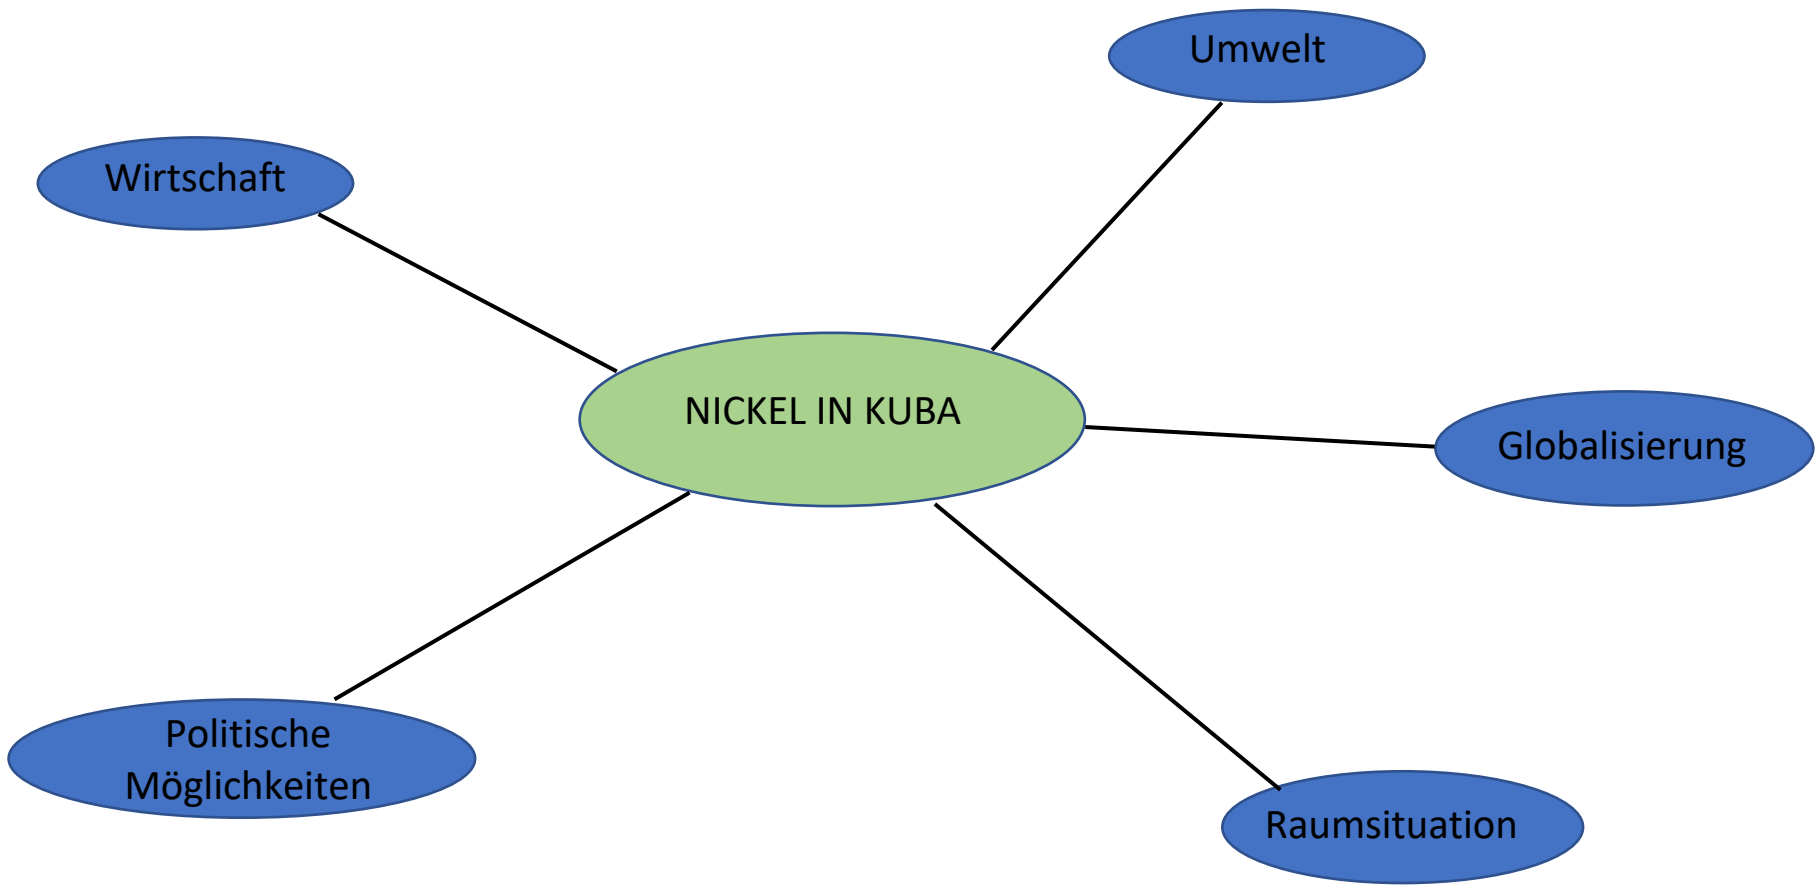 Umwelt
Wirtschaft
NICKEL IN KUBA
Globalisierung
Politische
Möglichkeiten
Raumsituation